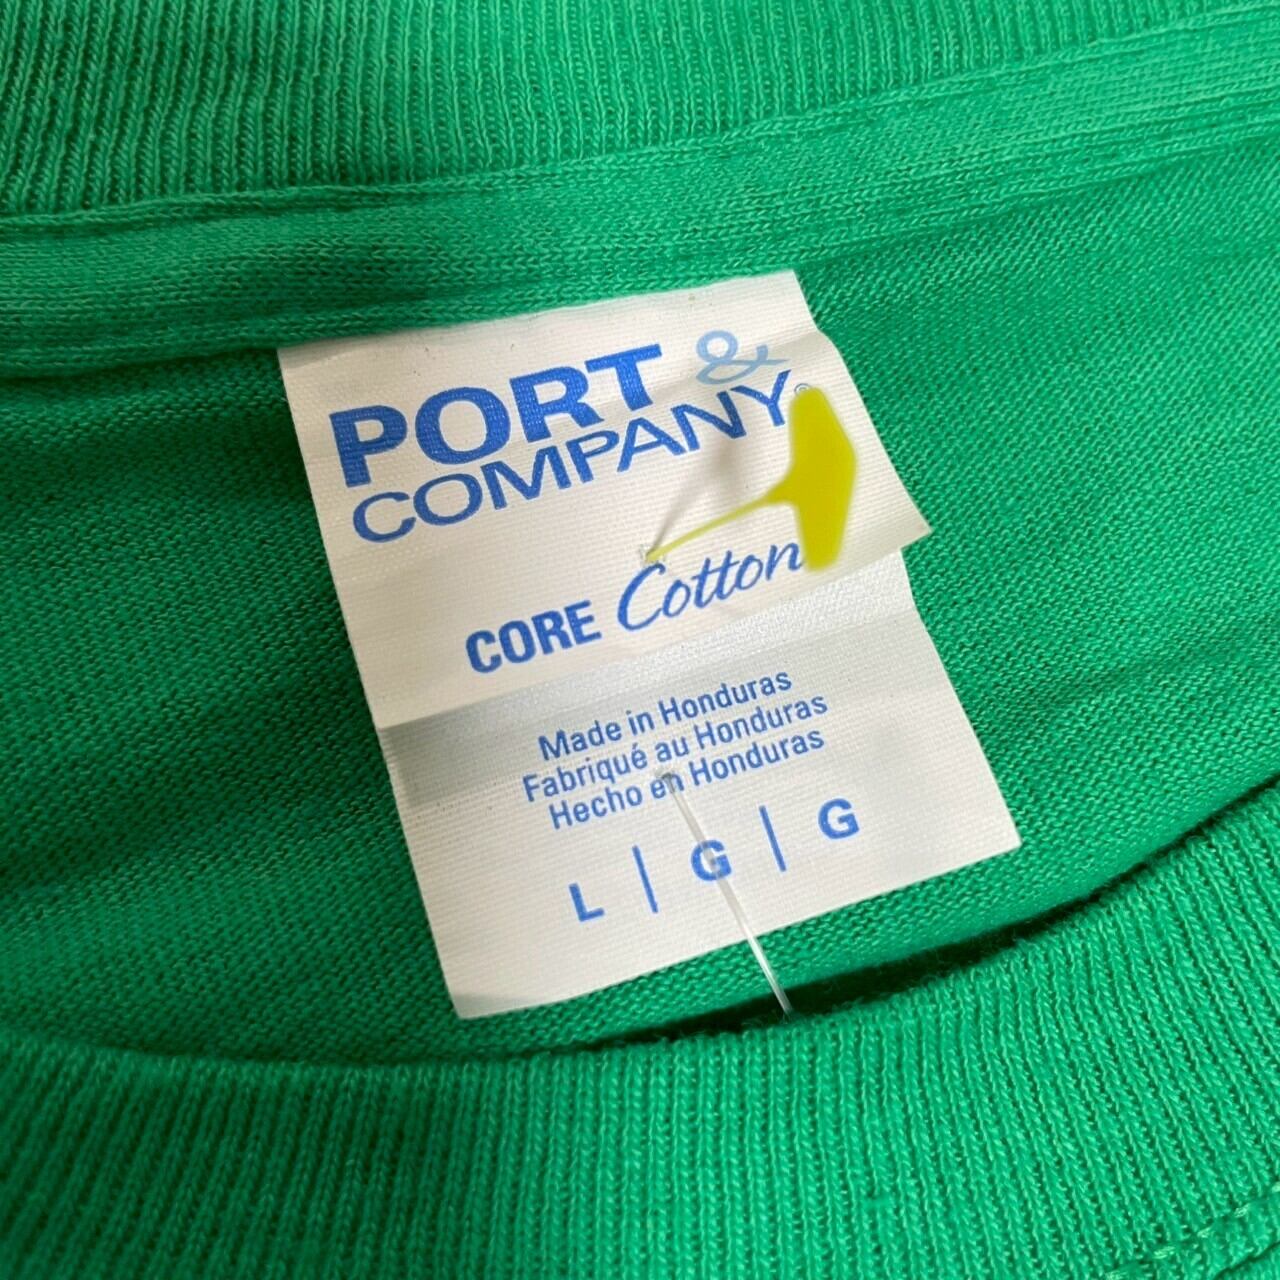 PORT &
COMPANY®
CORE Cotton
Made in Honduras
Fabriqué au Honduras
Hecho en Honduras
L | G | G